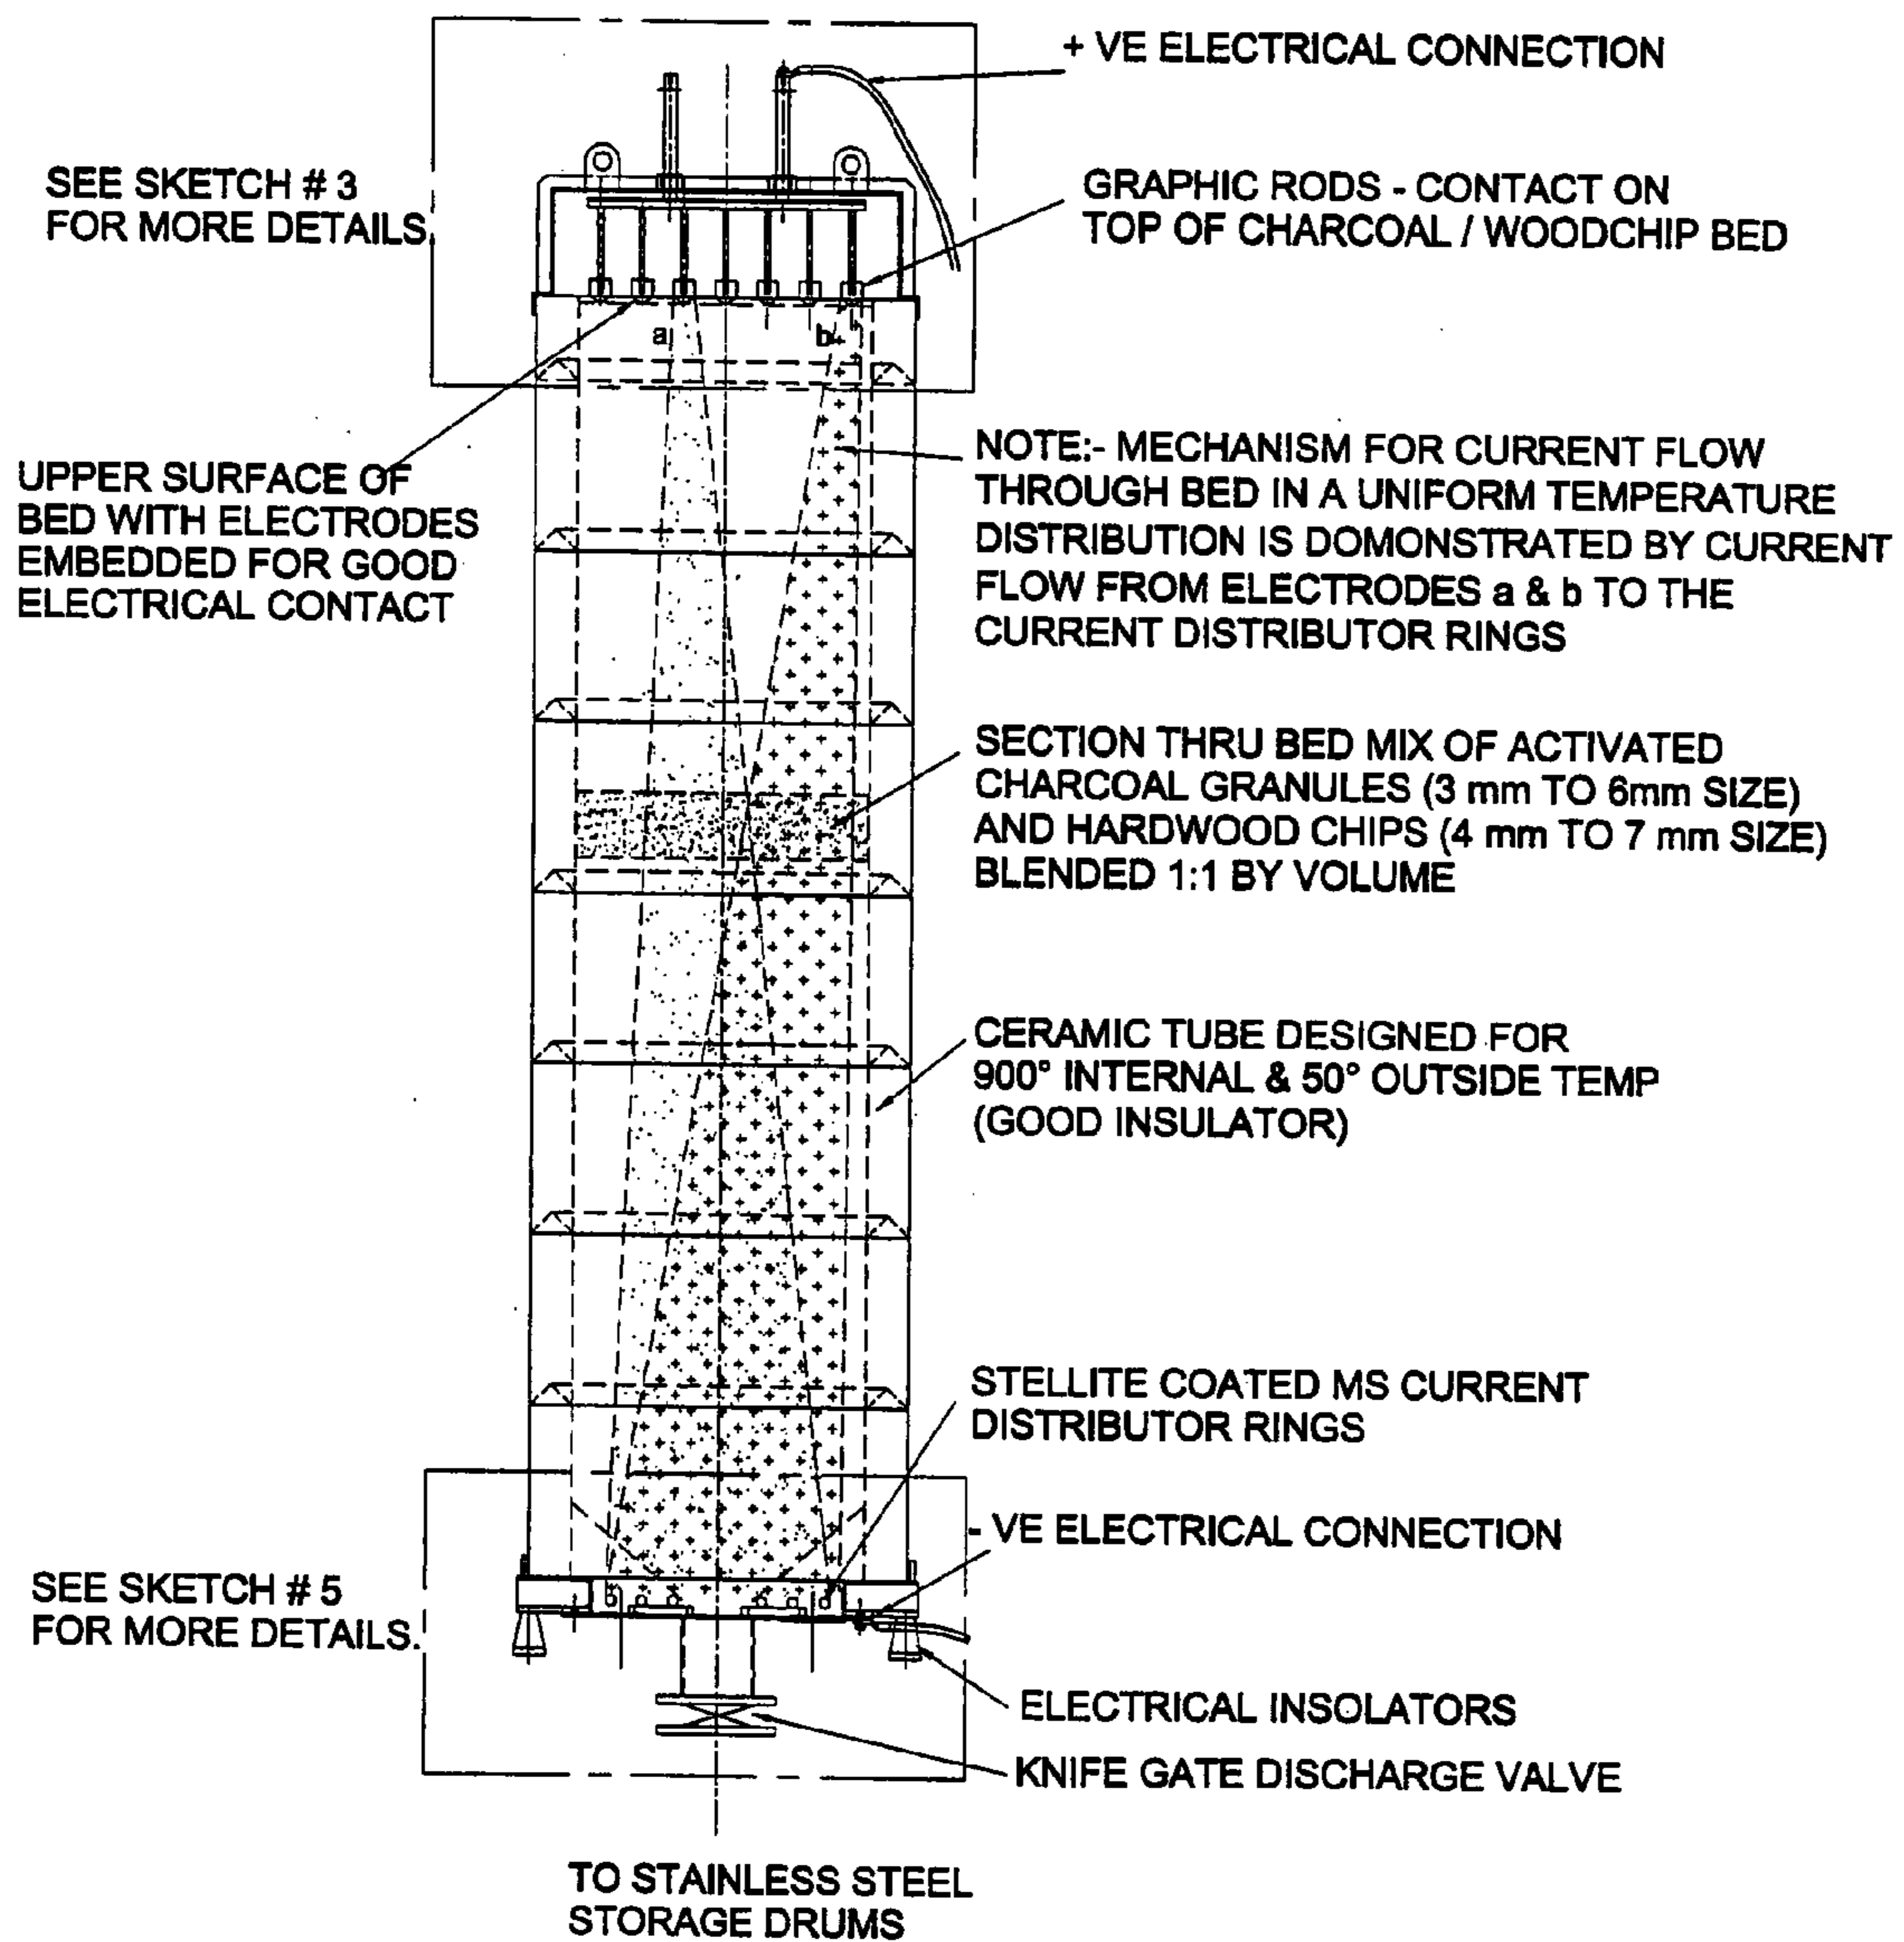 + VE ELECTRICAL CONNECTION
SEE SKETCH # 3
FOR MORE DETAILS
GRAPHIC RODS - CONTACT ON
TOP OF CHARCOAL / WOODCHIP BED
a
b
UPPER SURFACE OF
BED WITH ELECTRODES
EMBEDDED FOR GOOD
ELECTRICAL CONTACT
NOTE:- MECHANISM FOR CURRENT FLOW
THROUGH BED IN A UNIFORM TEMPERATURE
DISTRIBUTION IS DOMONSTRATED BY CURRENT
FLOW FROM ELECTRODES a & b TO THE
CURRENT DISTRIBUTOR RINGS
SECTION THRU BED MIX OF ACTIVATED
CHARCOAL GRANULES (3 mm TO 6mm SIZE)
AND HARDWOOD CHIPS (4 mm TO 7 mm SIZE)
BLENDED 1:1 BY VOLUME
CERAMIC TUBE DESIGNED FOR
900° INTERNAL & 50° OUTSIDE TEMP
(GOOD INSULATOR)
STELLITE COATED MS CURRENT
DISTRIBUTOR RINGS
- VE ELECTRICAL CONNECTION
SEE SKETCH # 5
FOR MORE DETAILS.
ELECTRICAL INSOLATORS
KNIFE GATE DISCHARGE VALVE
TO STAINLESS STEEL
STORAGE DRUMS